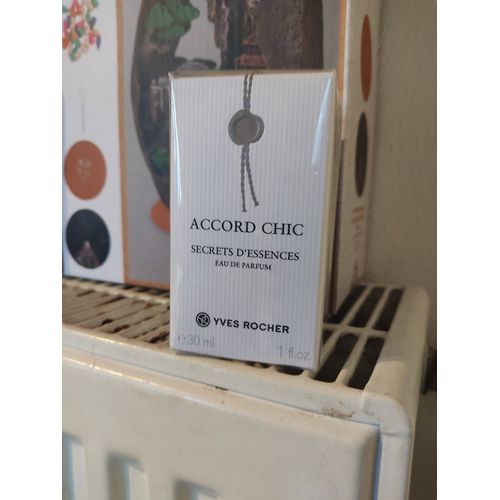 ACCORD CHIC
SECRETS D'ESSENCES
EAU DE PARFUM
YVES ROCHER
℮30 ml 1 fl.oz.